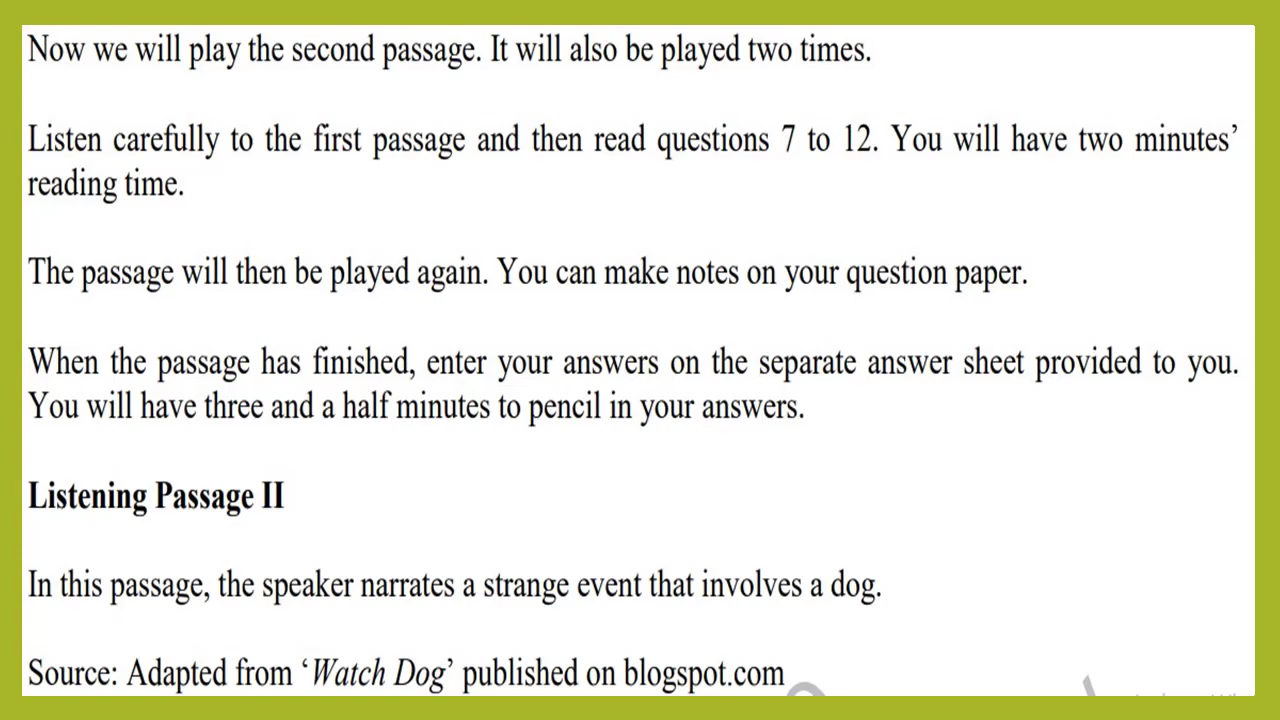 Now we will play the second passage. It will also be played two times.
Listen carefully to the first passage and then read questions 7 to 12. You will have two minutes’
reading time.
The passage will then be played again. You can make notes on your question paper.
When the passage has finished, enter your answers on the separate answer sheet provided to you.
You will have three and a half minutes to pencil in your answers.
Listening Passage II
In this passage, the speaker narrates a strange event that involves a dog.
Source: Adapted from ‘Watch Dog’ published on blogspot.com